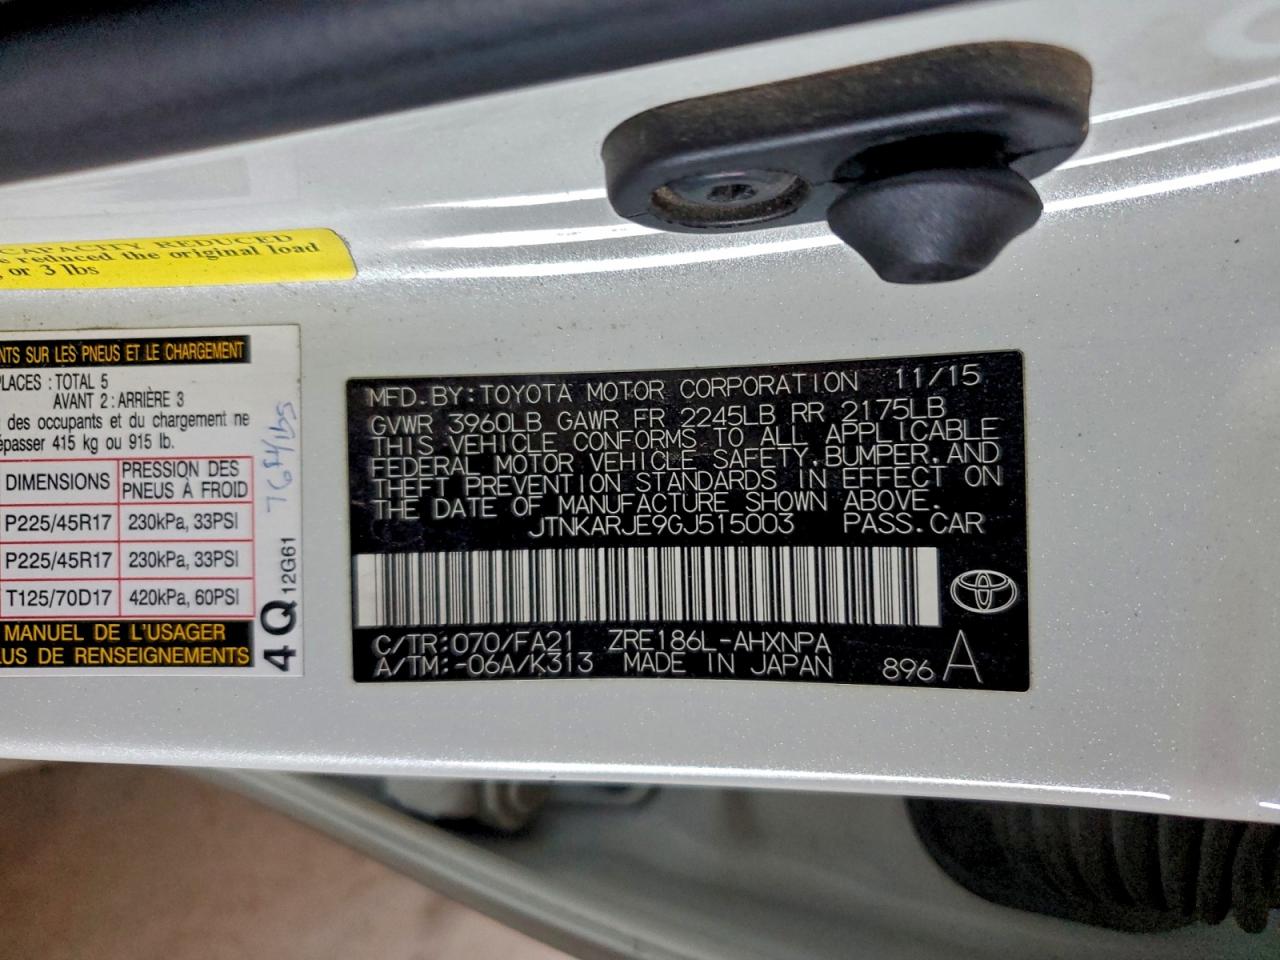 CAPACITY REDUCED
reduced the original load
or 3 lbs
NTS SUR LES PNEUS ET LE CHARGEMENT
PLACES : TOTAL 5
AVANT 2 : ARRIÈRE 3
des occupants et du chargement ne
épasser 415 kg ou 915 lb.
DIMENSIONS PRESSION DES PNEUS À FROID
P225/45R17 230kPa, 33PSI
P225/45R17 230kPa, 33PSI
T125/70D17 420kPa, 60PSI
MANUEL DE L'USAGER
LUS DE RENSEIGNEMENTS
4Q 12G61
MFD. BY: TOYOTA MOTOR CORPORATION 11/15
GVWR 3960LB GAWR FR 2245LB RR 2175LB
THIS VEHICLE CONFORMS TO ALL APPLICABLE
FEDERAL MOTOR VEHICLE SAFETY, BUMPER, AND
THEFT PREVENTION STANDARDS IN EFFECT ON
THE DATE OF MANUFACTURE SHOWN ABOVE.
JTNKARJE9GJ515003 PASS. CAR
C/TR: 070/FA21 ZRE186L-AHXNPA
A/TM: -06A/K313 MADE IN JAPAN
896 A